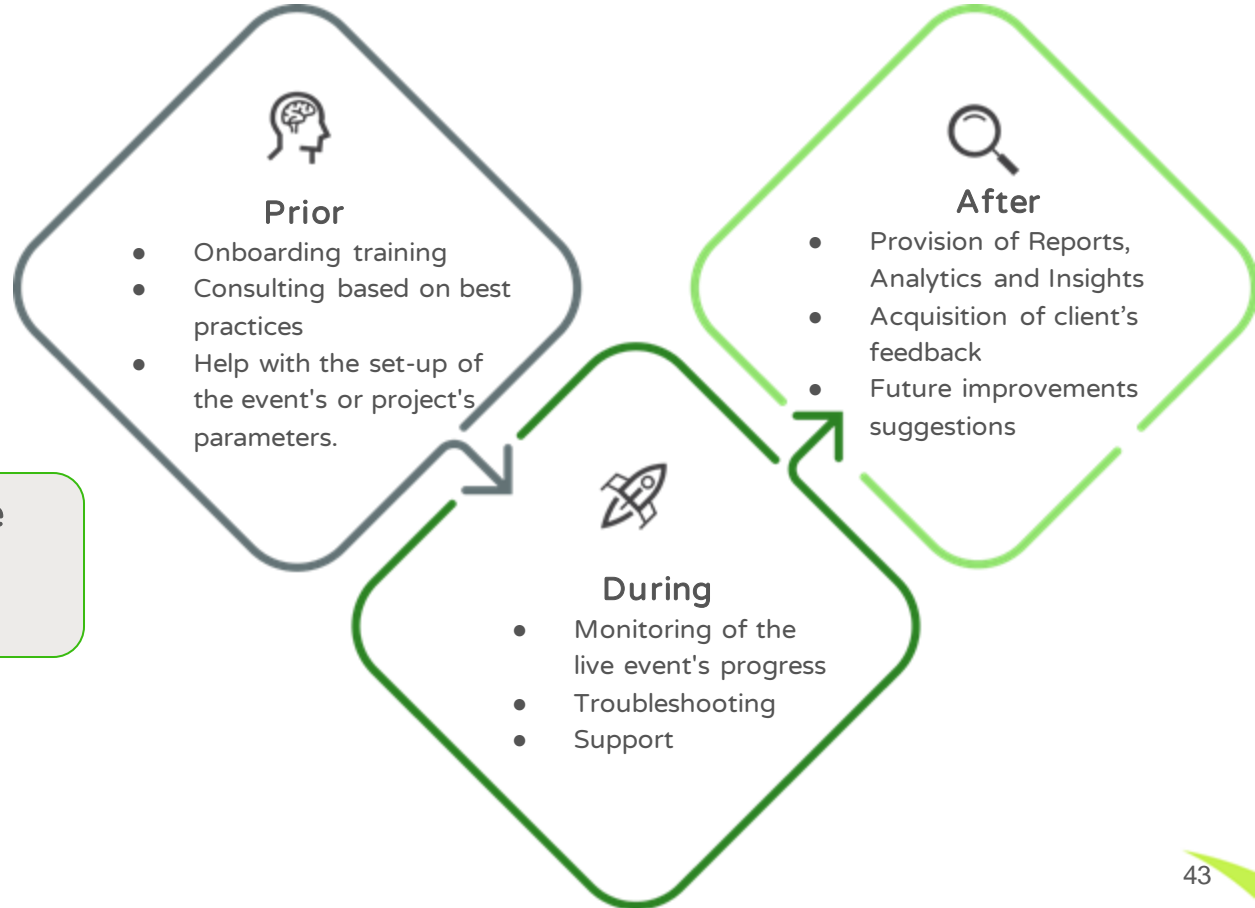 Prior
● Onboarding training
● Consulting based on best
practices
● Help with the set-up of
the event's or project's
parameters.
During
● Monitoring of the
live event's progress
● Troubleshooting
● Support
After
● Provision of Reports,
Analytics and Insights
● Acquisition of client’s
feedback
● Future improvements
suggestions
43